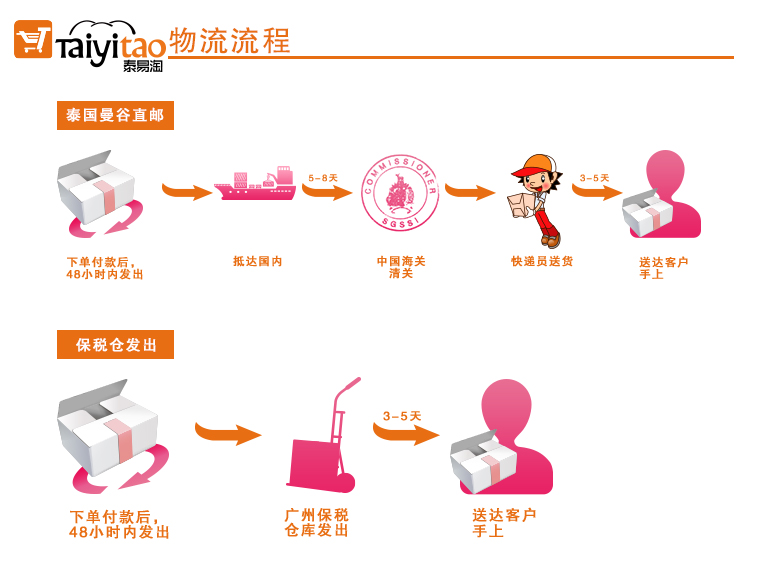 Taiyitao 物流流程
泰易淘
泰国曼谷直邮
5-8天
3-5天
COMMISSIONER
SGSSI
下单付款后，
48小时内发出
抵达国内
中国海关
清关
快递员送货
送达客户
手上
保税仓发出
3-5天
下单付款后，
48小时内发出
广州保税
仓库发出
送达客户
手上